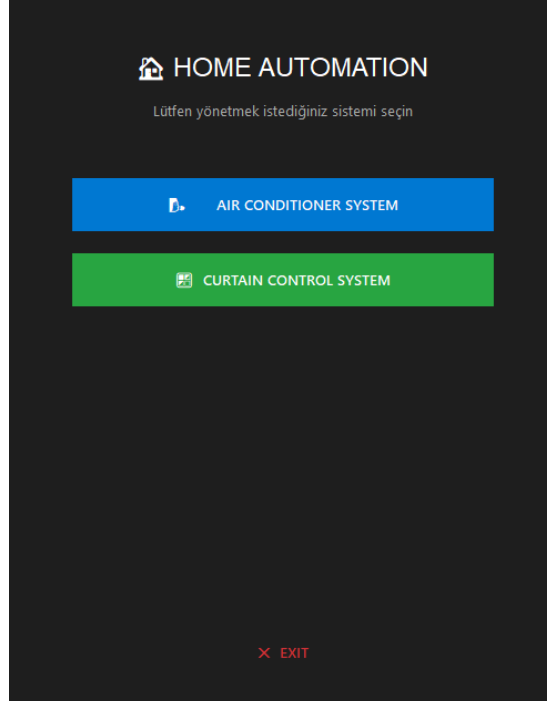 HOME AUTOMATION
Lütfen yönetmek istediğiniz sistemi seçin
AIR CONDITIONER SYSTEM
CURTAIN CONTROL SYSTEM
× EXIT